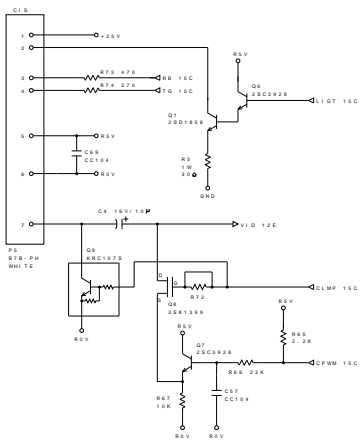 CIS
1
+25V
2
R5V
3
R73 470
RB 15C
Q6
2SC3928
4
R74 270
TG 15C
LIGT 15C
Q1
2SD1858
5
R5V
C69
CC104
R3
1W
30Ω
6
R0V
GND
C4 16V/10μ
+
7
VID 12E
P5
B7B-PH
WHITE
Q9
KRC107S
D
G
S
R72
CLMP 15C
Q8
2SK1399
R0V
R5V
R5V
Q7
2SC3928
R65
2.2K
R66 22K
CPWM 15C
R67
10K
C57
CC104
R0V
R0V